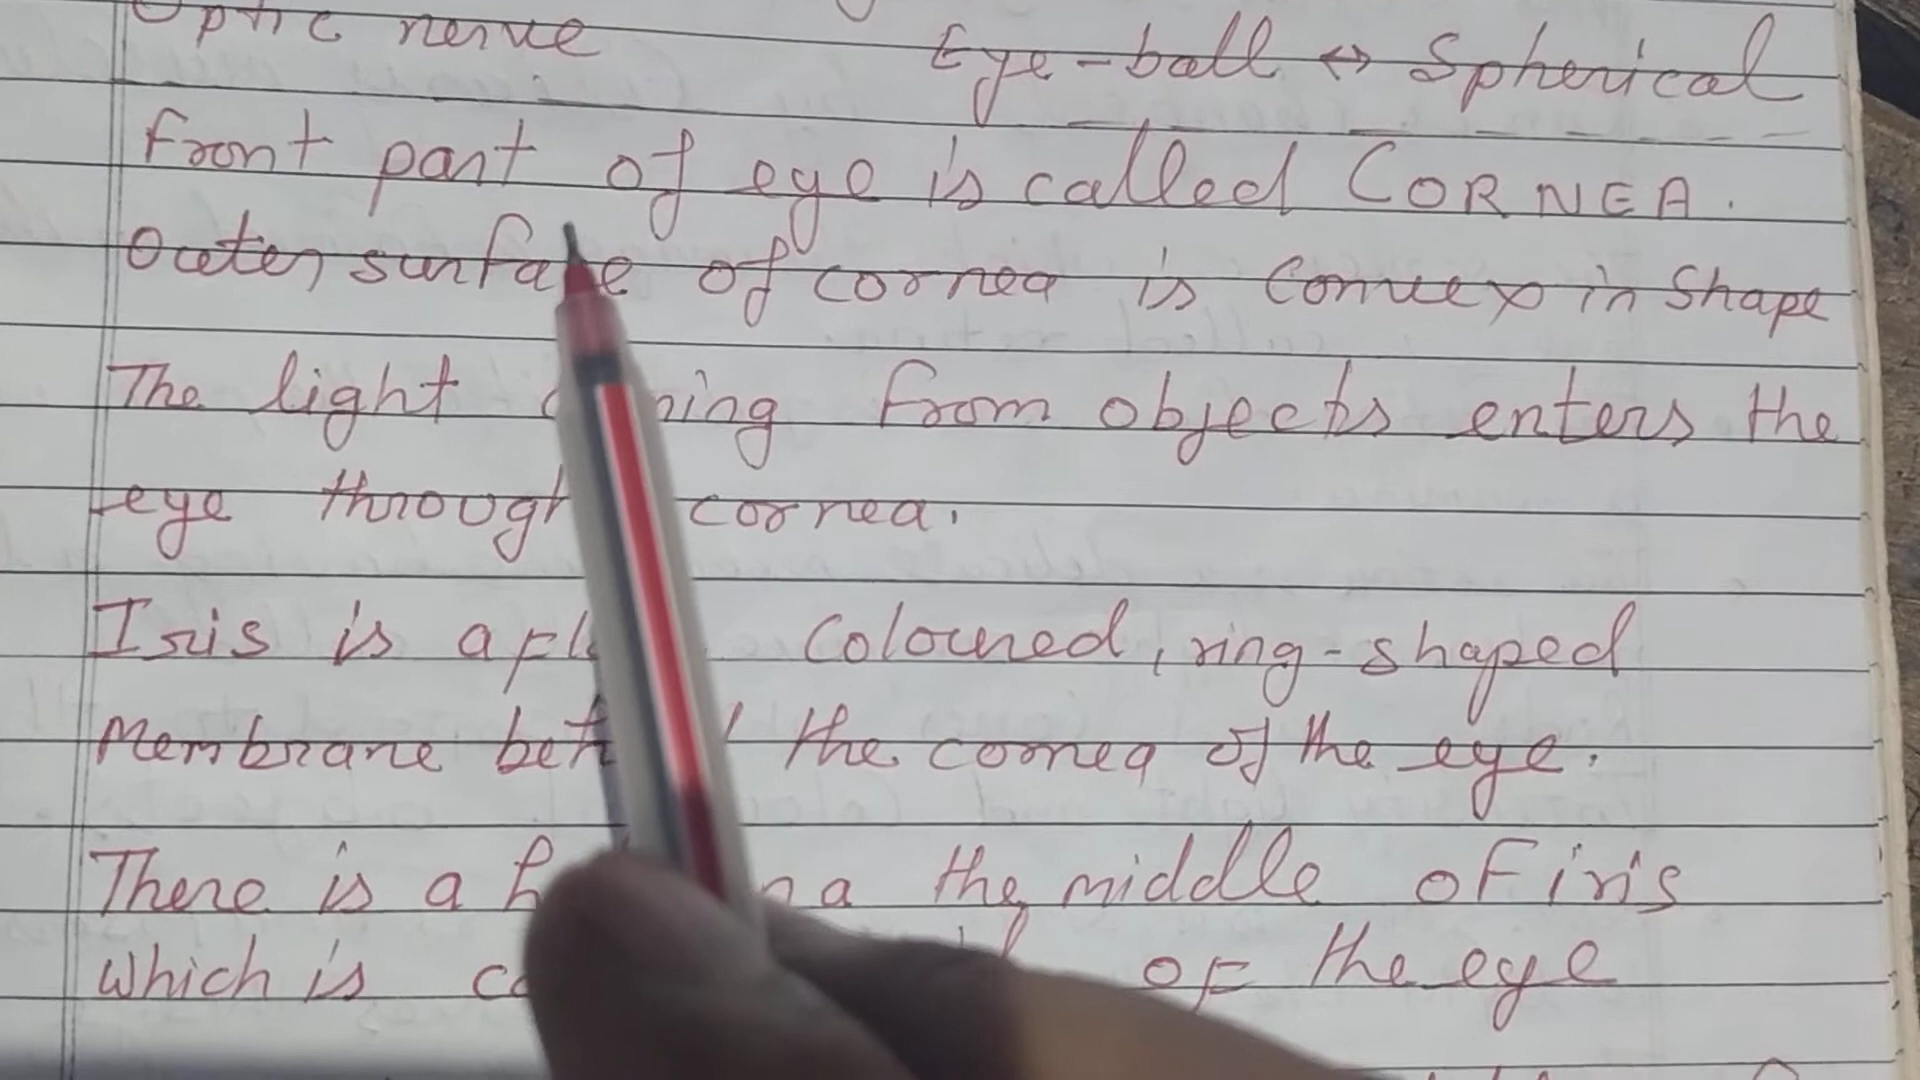 Optic nerve Eye-ball ↔ Spherical
Front part of eye is called CORNEA.
Outer surface of cornea is Convex in Shape
The light from objects enters the
eye through cornea.
Iris is a coloured, ring-shaped
Membrane the cornea of the eye.
There is a the middle of iris
which is of the eye